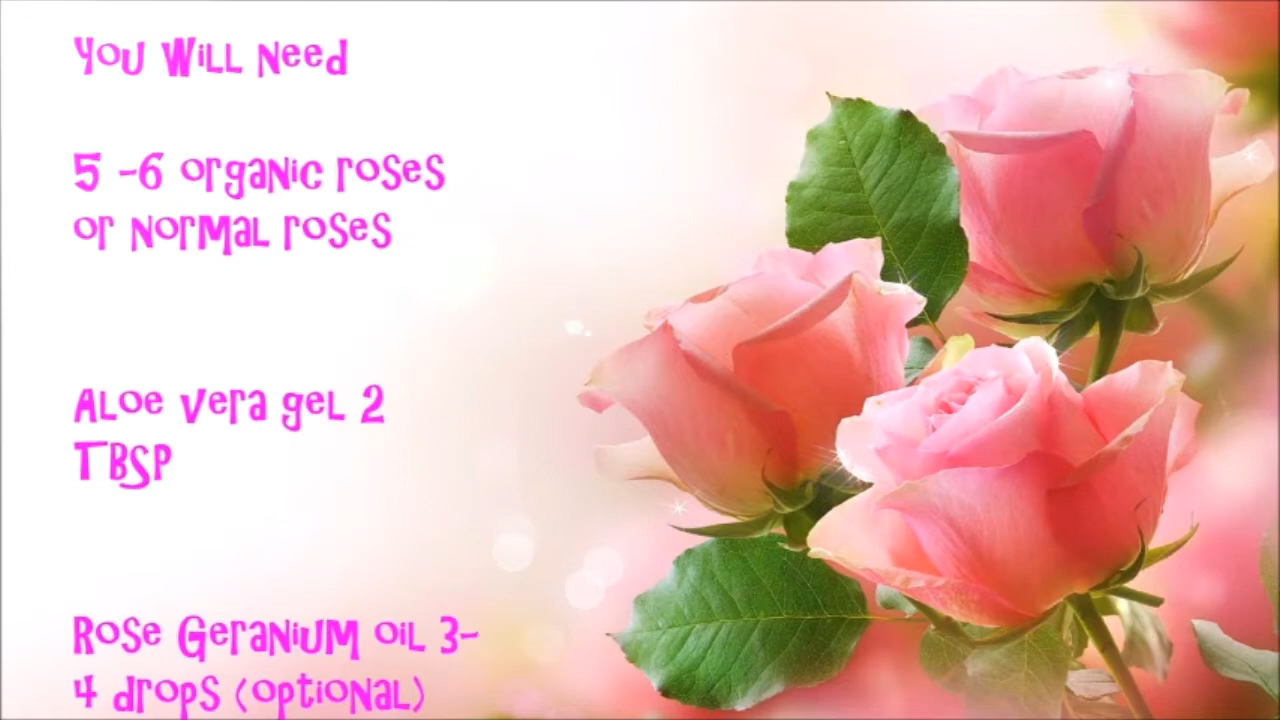 You Will Need
5 -6 organic roses
or normal roses
Aloe vera gel 2
TBSP
Rose Geranium oil 3-
4 drops (optional)